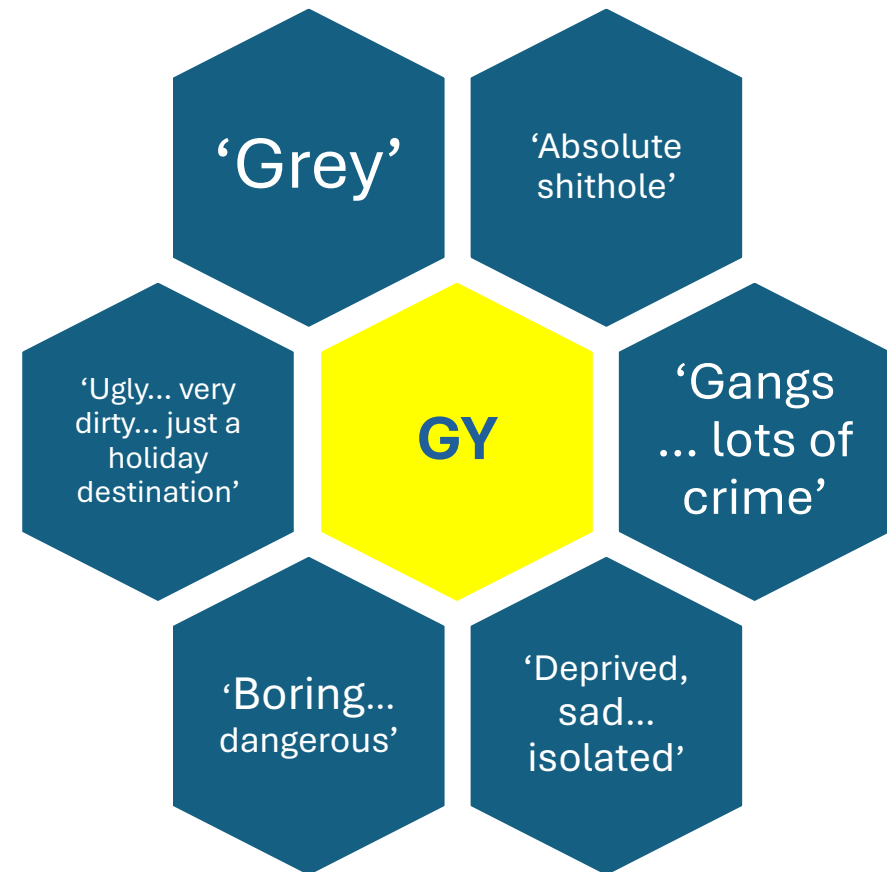 ‘Grey’
‘Absolute
shithole’
‘Ugly... very
dirty... just a
holiday
destination’
GY
‘Gangs
... lots of
crime’
‘Boring...
dangerous’
‘Deprived,
sad...
isolated’